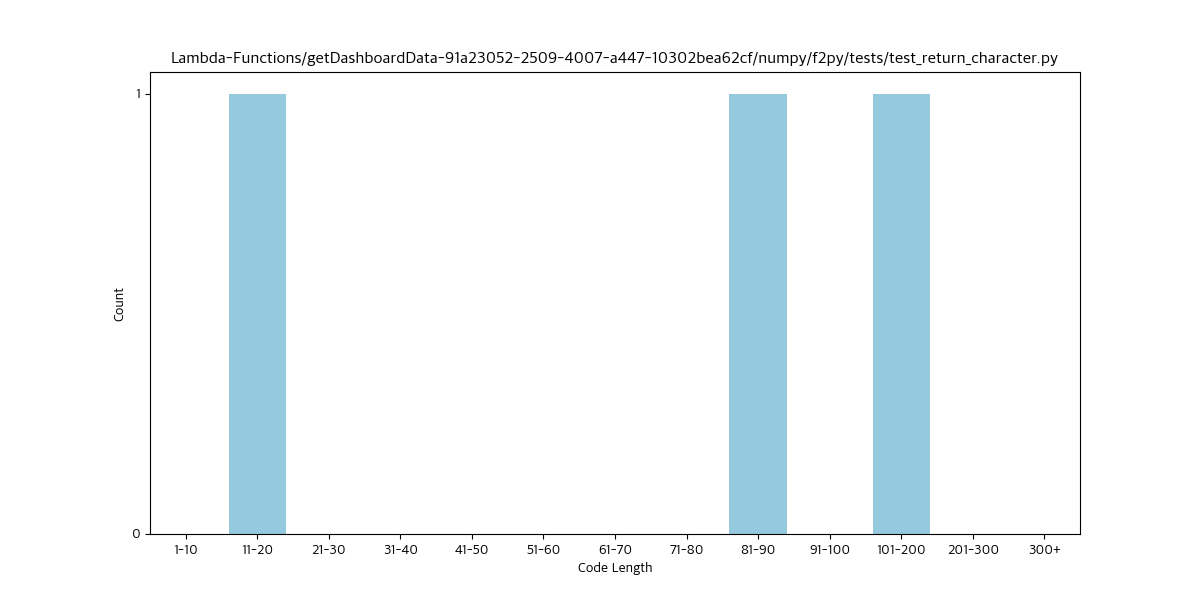 Lambda-Functions/getDashboardData-91a23052-2509-4007-a447-10302bea62cf/numpy/f2py/tests/test_return_character.py
1
Count
0
1-10 11-20 21-30 31-40 41-50 51-60 61-70 71-80 81-90 91-100 101-200 201-300 300+
Code Length